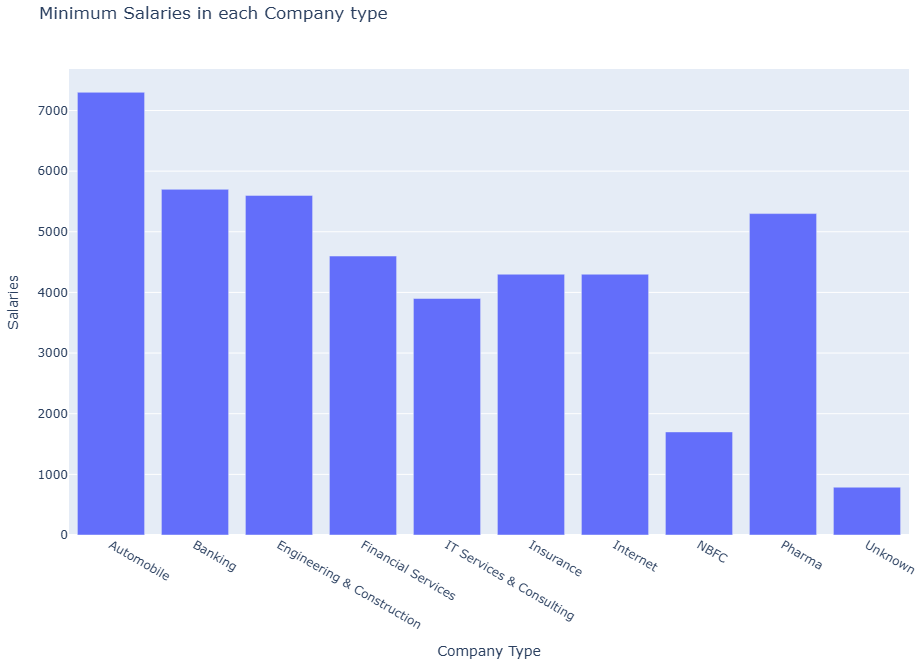 Minimum Salaries in each Company type
Salaries
7000
6000
5000
4000
3000
2000
1000
0
Automobile
Banking
Engineering & Construction
Financial Services
IT Services & Consulting
Insurance
Internet
NBFC
Pharma
Unknown
Company Type